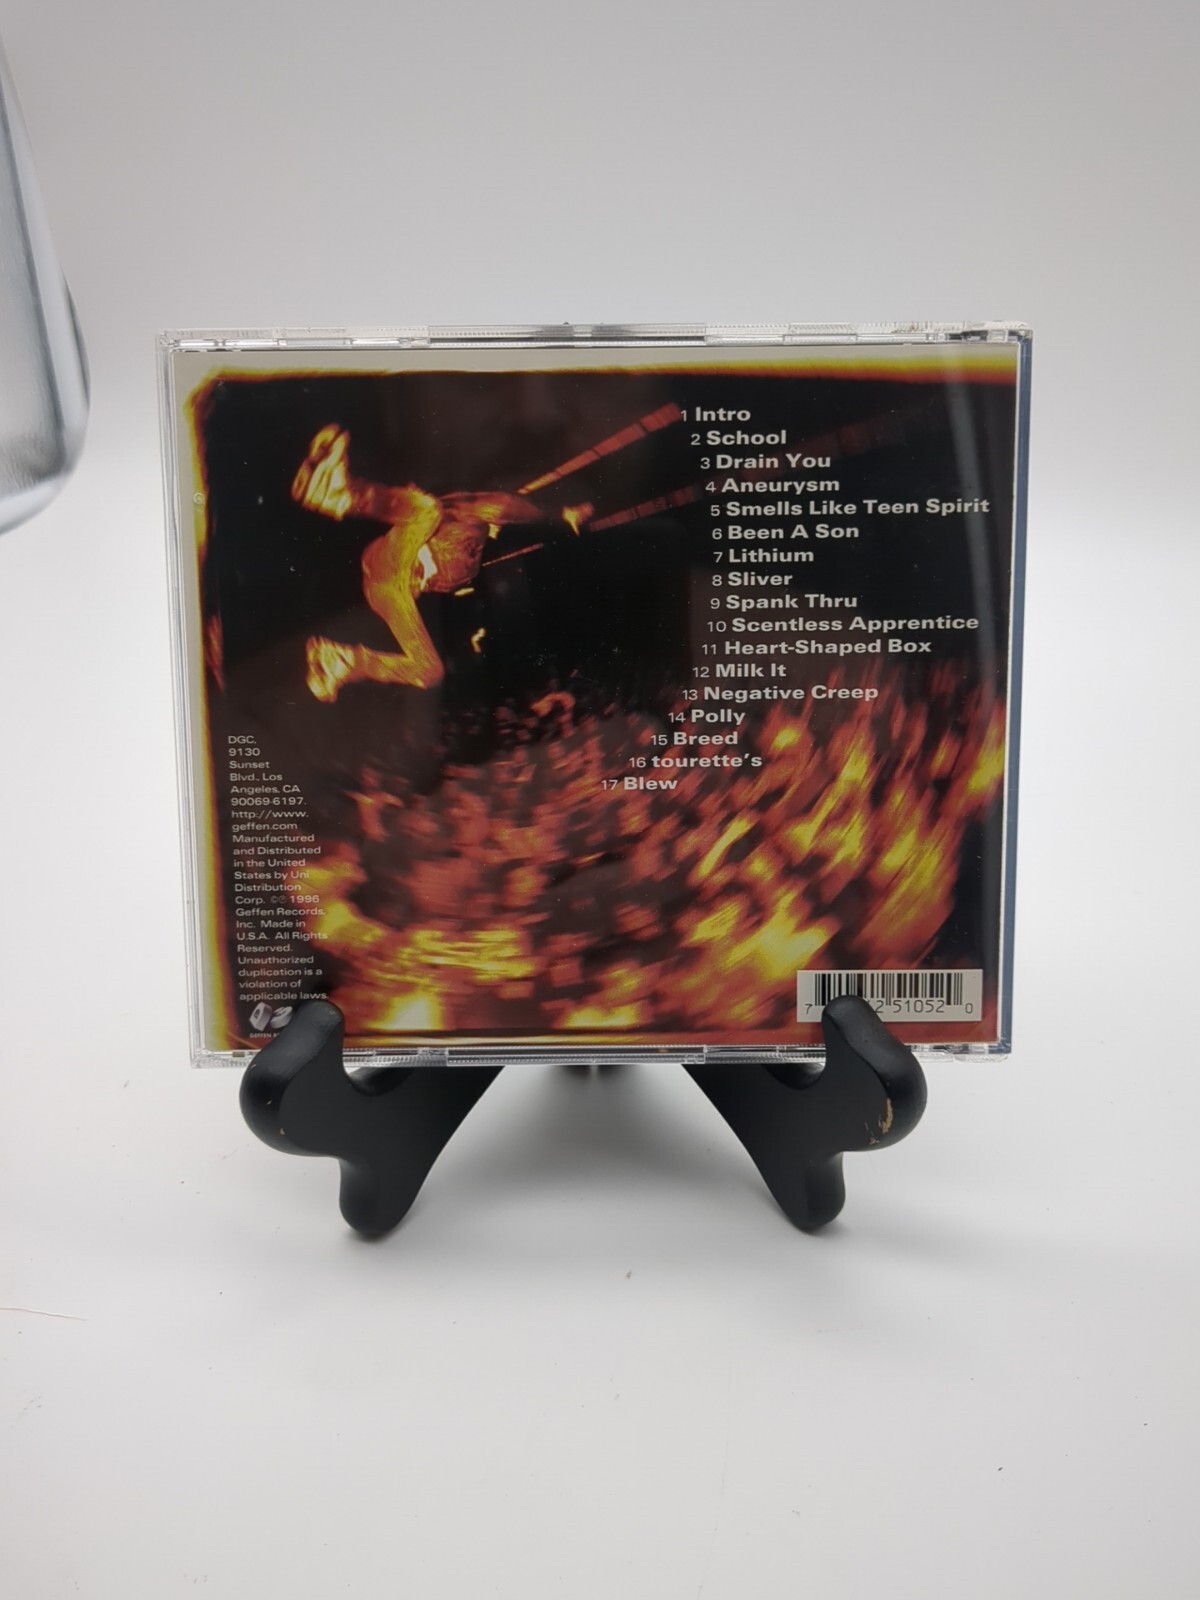 1 Intro
2 School
3 Drain You
4 Aneurysm
5 Smells Like Teen Spirit
6 Been A Son
7 Lithium
8 Sliver
9 Spank Thru
10 Scentless Apprentice
11 Heart-Shaped Box
12 Milk It
13 Negative Creep
14 Polly
15 Breed
16 tourette's
17 Blew
DGC,
9130
Sunset
Blvd., Los
Angeles, CA
90069-6197.
http://www.
geffen.com
Manufactured
and Distributed
in the United
States by Uni
Distribution
Corp. ©℗ 1996
Geffen Records,
Inc. Made in
U.S.A. All Rights
Reserved.
Unauthorized
duplication is a
violation of
applicable laws.
GEFFEN
7 2 51052 0